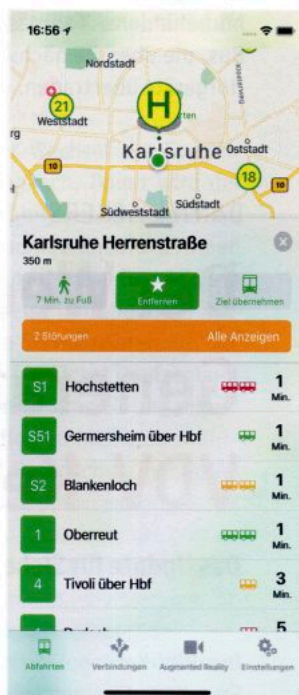 16:56
Nordstadt
21
Weststadt
H
Karlsruhe
Oststadt
10
10
18
Südweststadt
Südstadt
Karlsruhe Herrenstraße
350 m
7 Min. zu Fuß
Entfernen
Ziel übernehmen
2 Störungen
Alle Anzeigen
S1 Hochstetten 1 Min.
S51 Germersheim über Hbf 1 Min.
S2 Blankenloch 1 Min.
1 Oberreut 1 Min.
4 Tivoli über Hbf 3 Min.
5
Abfahrten
Verbindungen
Augmented Reality
Einstellungen